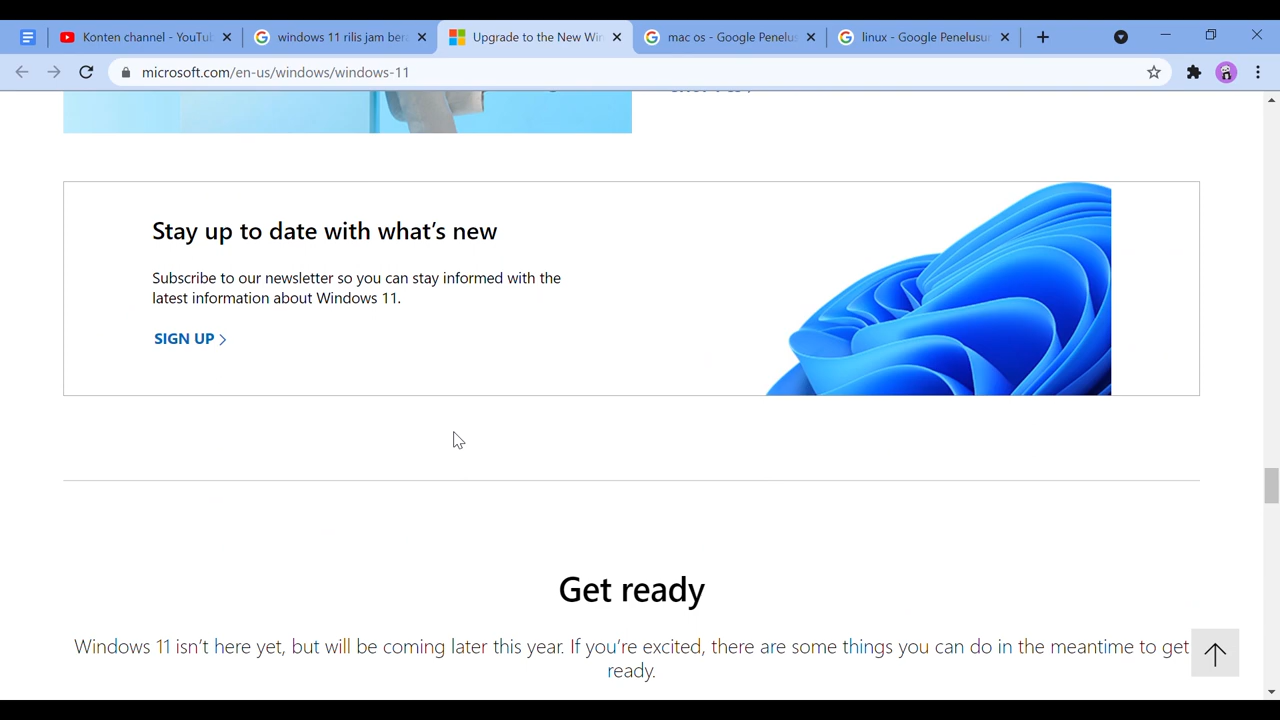 Konten channel - YouTu
windows 11 rilis jam ber
Upgrade to the New Win
mac os - Google Penelus
linux - Google Penelusur
microsoft.com/en-us/windows/windows-11
Stay up to date with what's new
Subscribe to our newsletter so you can stay informed with the
latest information about Windows 11.
SIGN UP
Get ready
Windows 11 isn't here yet, but will be coming later this year. If you're excited, there are some things you can do in the meantime to get
ready.